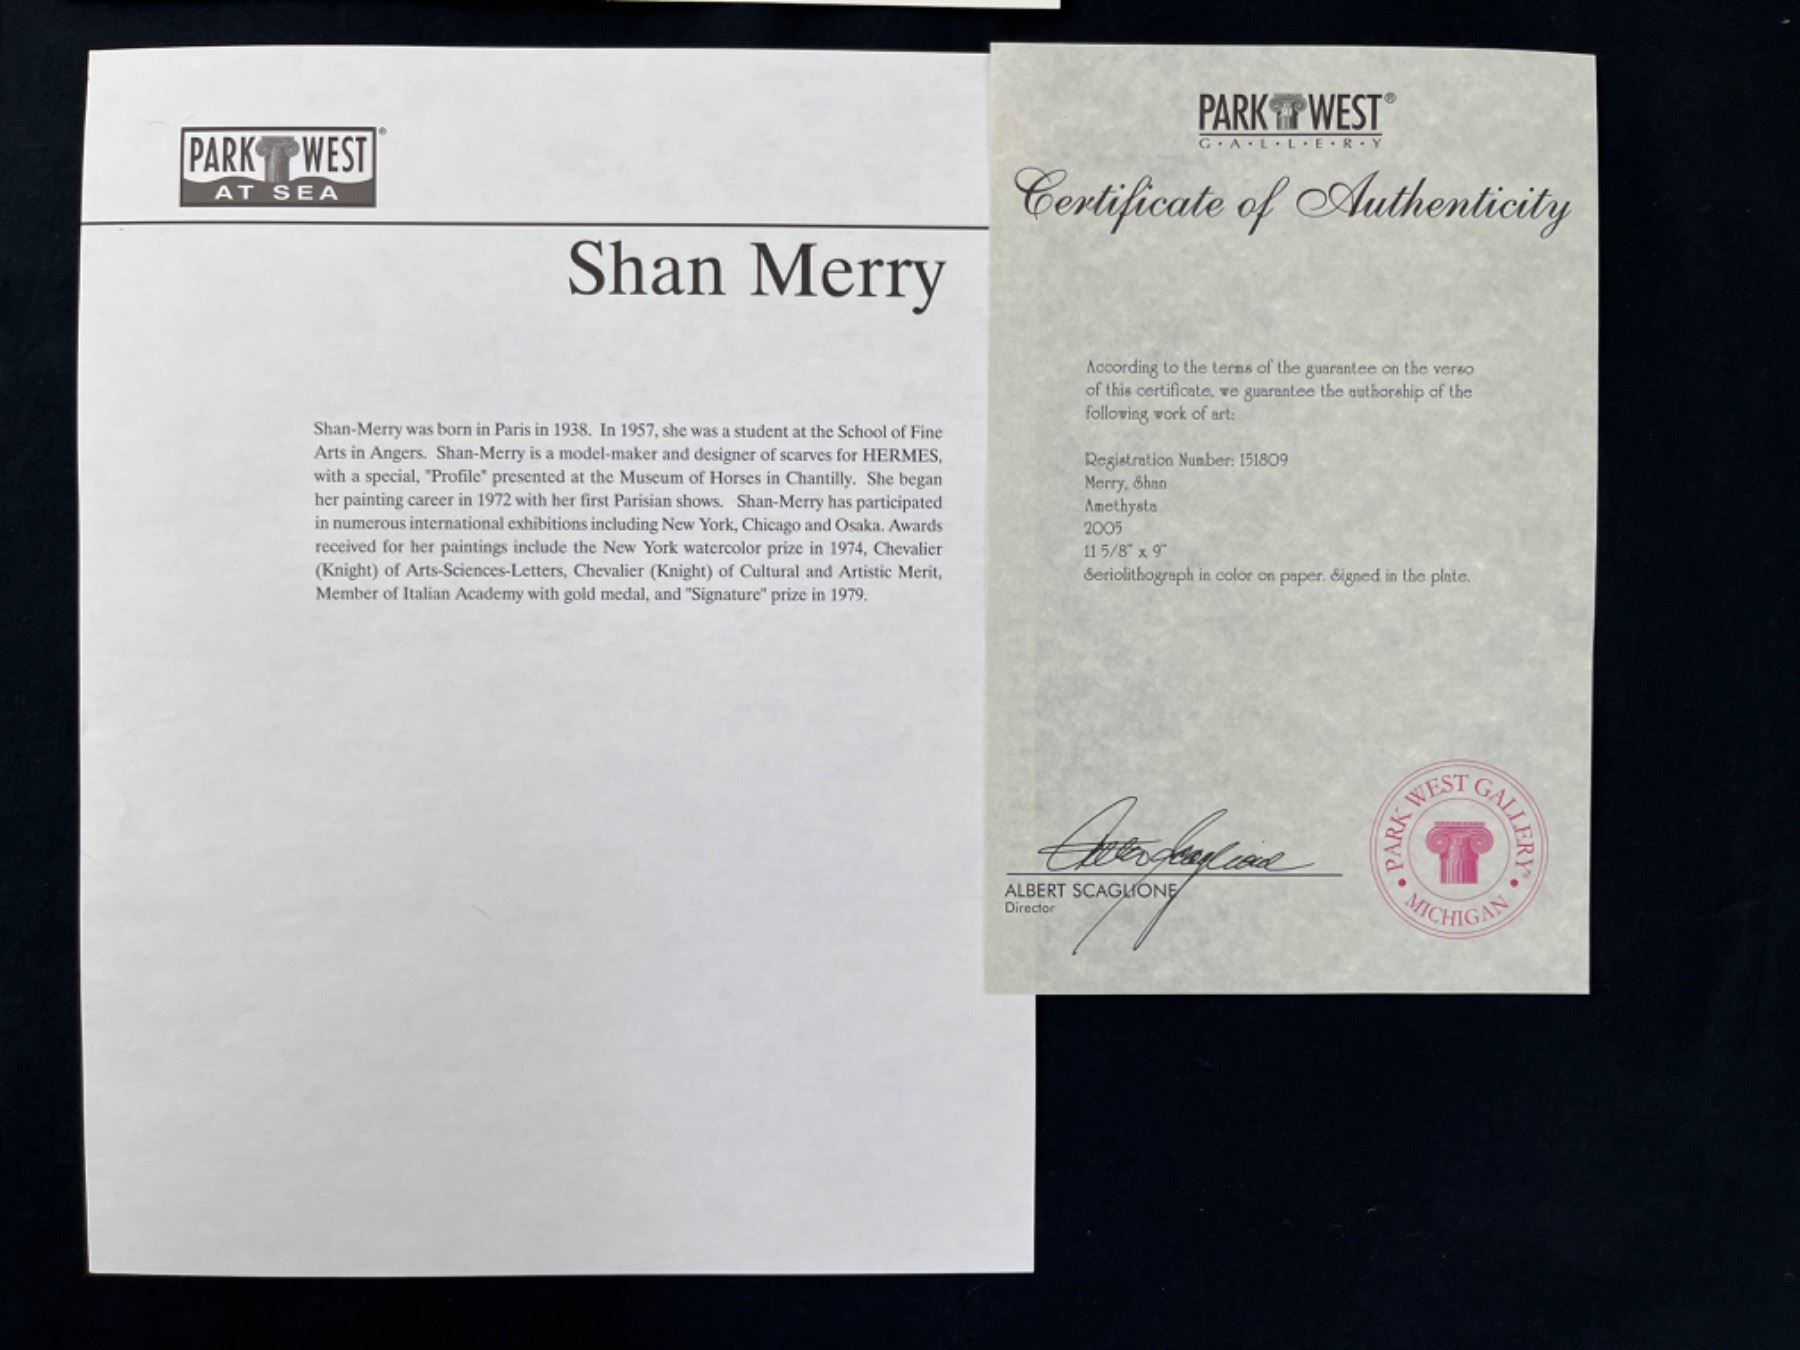 PARK WEST®
AT SEA
Shan Merry
Shan-Merry was born in Paris in 1938. In 1957, she was a student at the School of Fine
Arts in Angers. Shan-Merry is a model-maker and designer of scarves for HERMES,
with a special, "Profile" presented at the Museum of Horses in Chantilly. She began
her painting career in 1972 with her first Parisian shows. Shan-Merry has participated
in numerous international exhibitions including New York, Chicago and Osaka. Awards
received for her paintings include the New York watercolor prize in 1974, Chevalier
(Knight) of Arts-Sciences-Letters, Chevalier (Knight) of Cultural and Artistic Merit,
Member of Italian Academy with gold medal, and "Signature" prize in 1979.
PARK WEST®
G·A·L·L·E·R·Y
Certificate of Authenticity
According to the terms of the guarantee on the verso
of this certificate, we guarantee the authorship of the
following work of art:
Registration Number: 151809
Merry, Shan
Amethysta
2005
11 5/8" x 9"
Seriolithograph in color on paper. Signed in the plate.
Albert Scaglione
ALBERT SCAGLIONE
Director
PARK WEST GALLERY
• MICHIGAN •